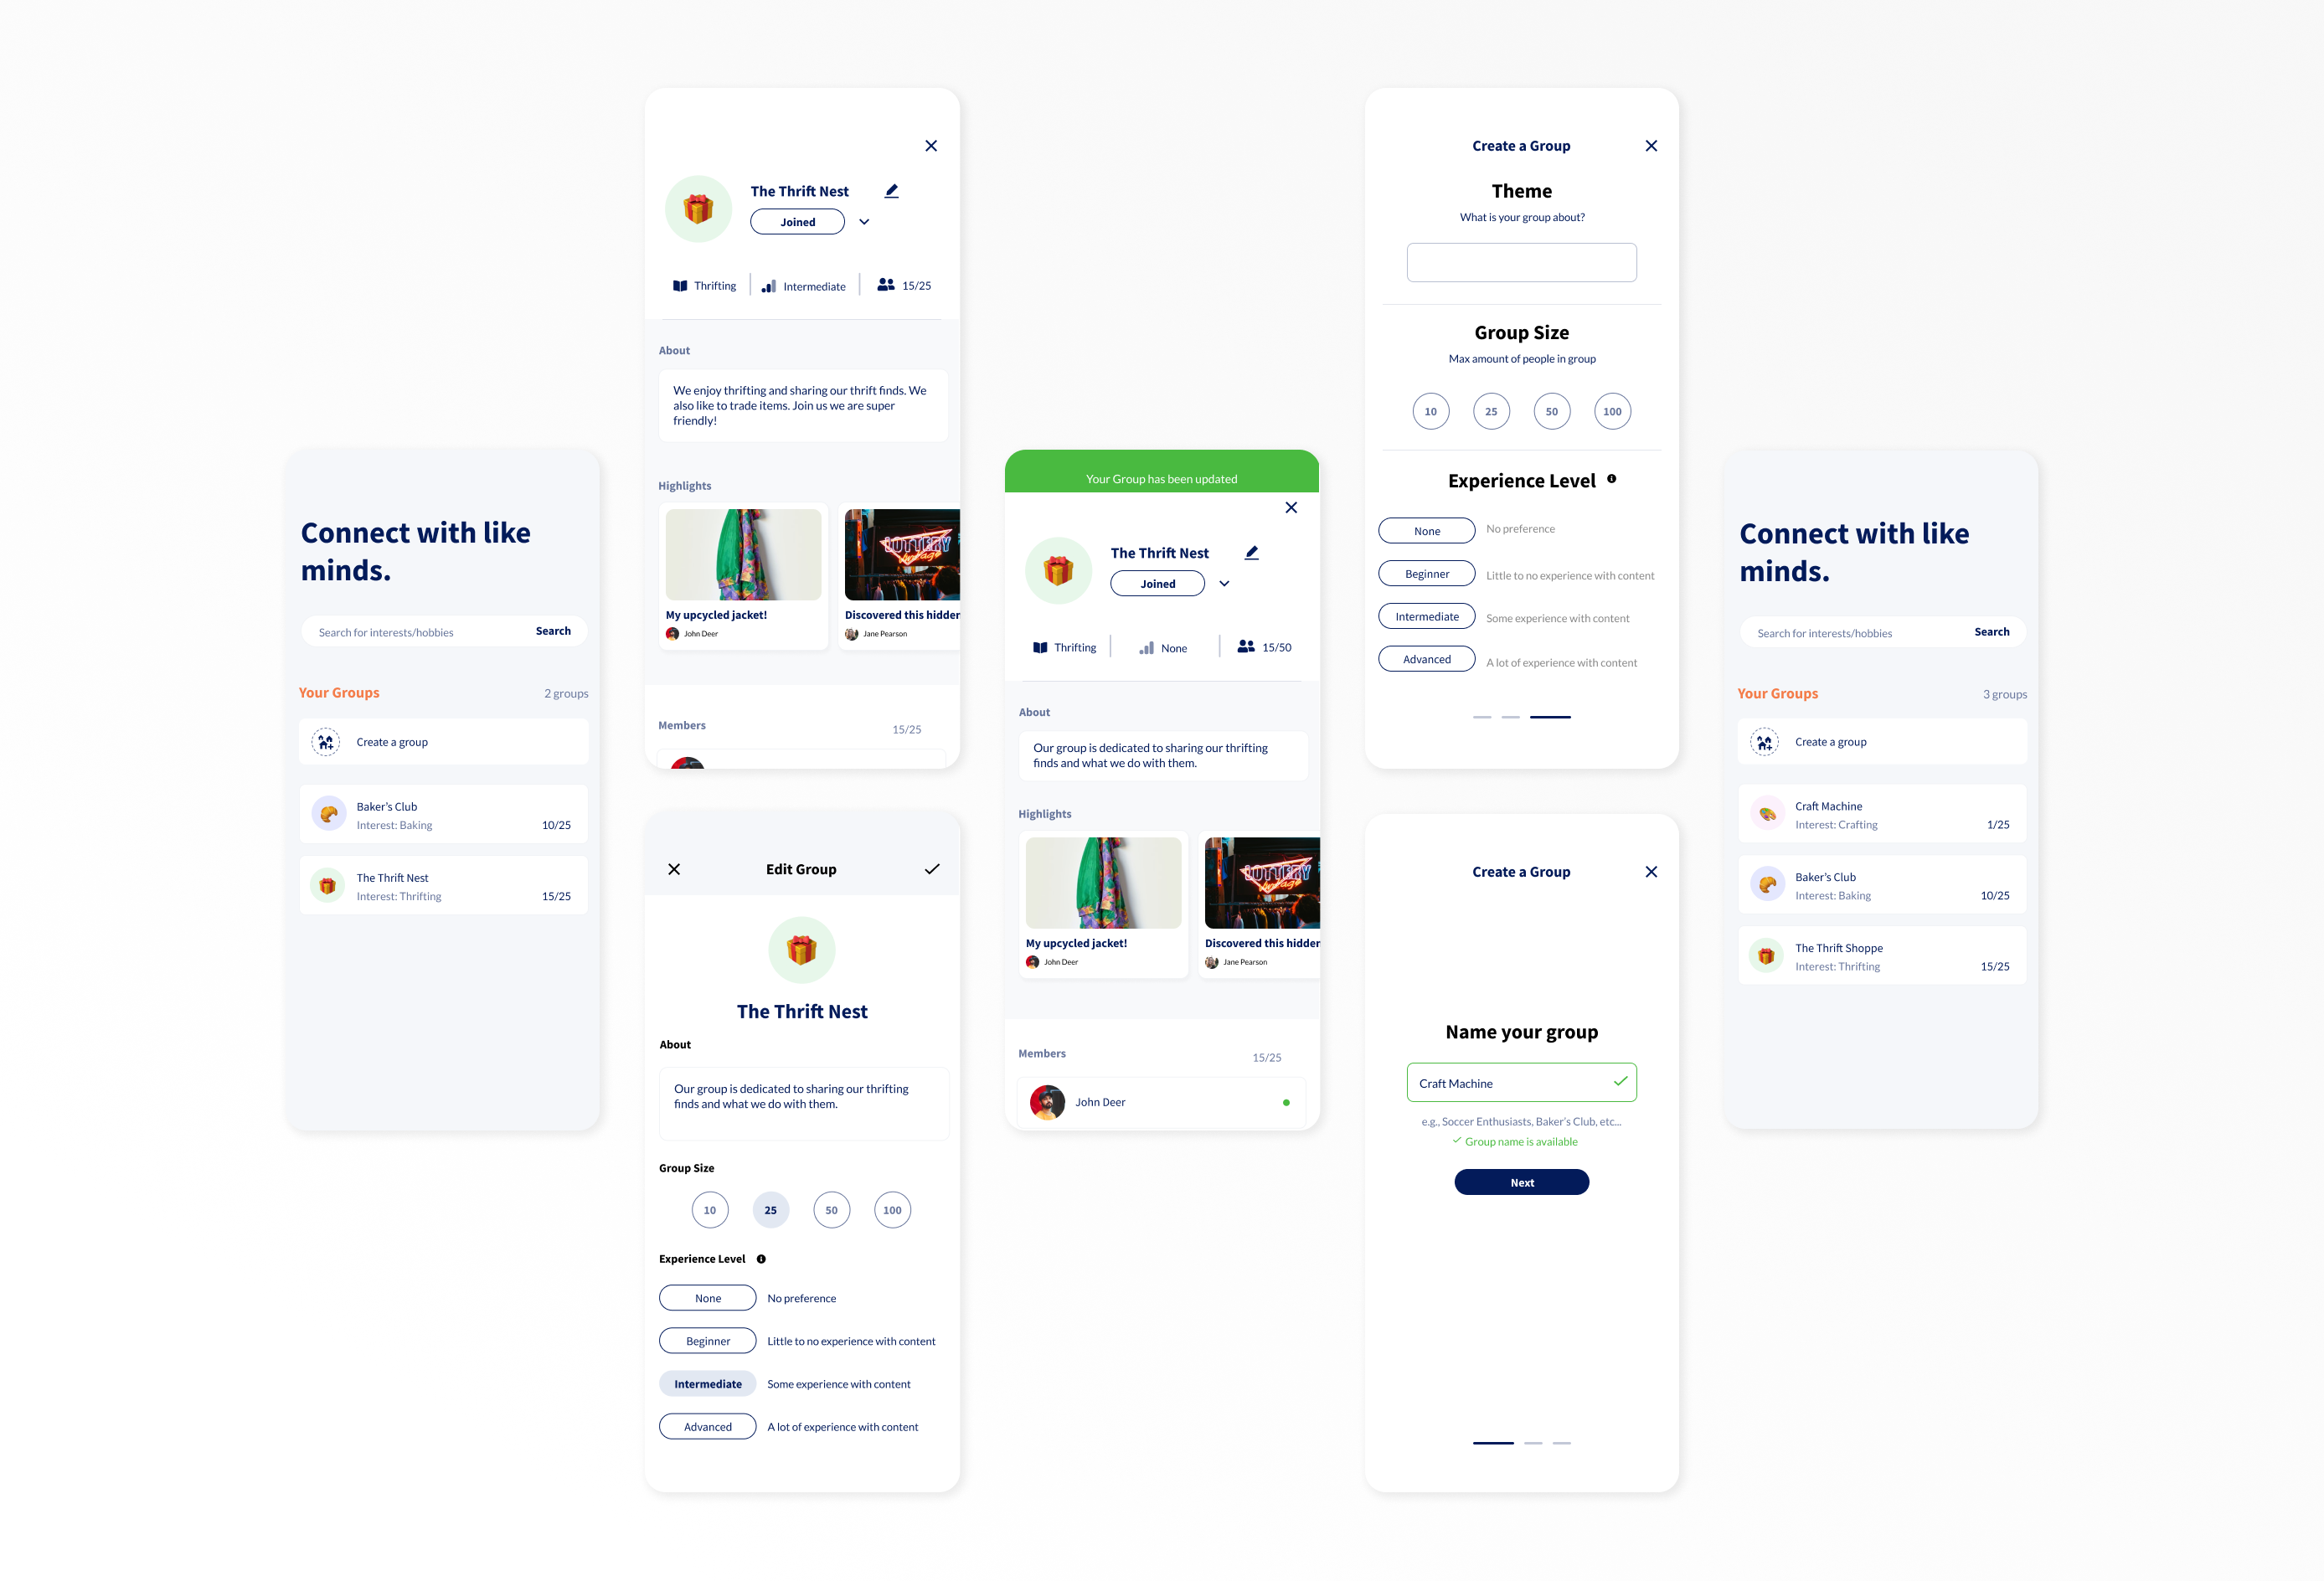 Connect with like
minds.
Search for interests/hobbies
Search
Your Groups
2 groups
Create a group
Baker's Club
Interest: Baking
10/25
The Thrift Nest
Interest: Thrifting
15/25
The Thrift Nest
Joined
Thrifting
Intermediate
15/25
About
We enjoy thrifting and sharing our thrift finds. We
also like to trade items. Join us we are super
friendly!
Highlights
LOTTERY
vintage
My upcycled jacket!
John Deer
Discovered this hidden
Jane Pearson
Members
15/25
Edit Group
The Thrift Nest
About
Our group is dedicated to sharing our thrifting
finds and what we do with them.
Group Size
10
25
50
100
Experience Level
None
No preference
Beginner
Little to no experience with content
Intermediate
Some experience with content
Advanced
A lot of experience with content
Your Group has been updated
The Thrift Nest
Joined
Thrifting
None
15/50
About
Our group is dedicated to sharing our thrifting
finds and what we do with them.
Highlights
LOTTERY
vintage
My upcycled jacket!
John Deer
Discovered this hidden
Jane Pearson
Members
15/25
John Deer
Create a Group
Theme
What is your group about?
Group Size
Max amount of people in group
10
25
50
100
Experience Level
None
No preference
Beginner
Little to no experience with content
Intermediate
Some experience with content
Advanced
A lot of experience with content
Create a Group
Name your group
Craft Machine
e.g., Soccer Enthusiasts, Baker's Club, etc...
Group name is available
Next
Connect with like
minds.
Search for interests/hobbies
Search
Your Groups
3 groups
Create a group
Craft Machine
Interest: Crafting
1/25
Baker's Club
Interest: Baking
10/25
The Thrift Shoppe
Interest: Thrifting
15/25